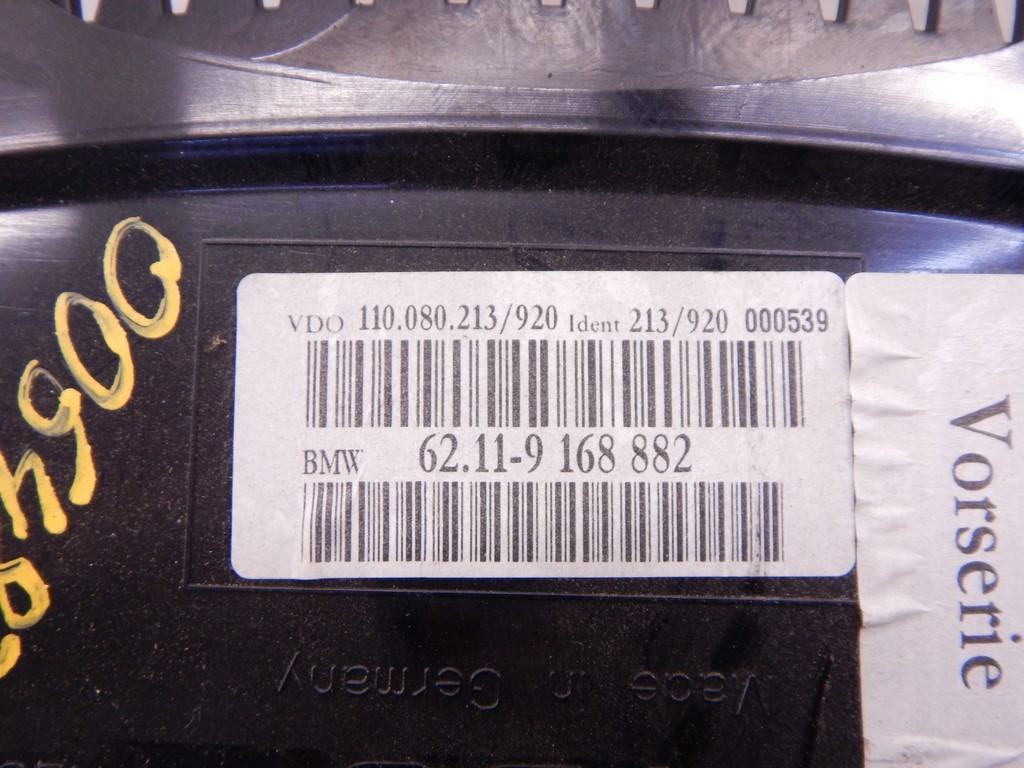 VDO 110.080.213/920 Ident 213/920 000539
BMW 62.11-9 168 882
Vorserie
Made in Germany